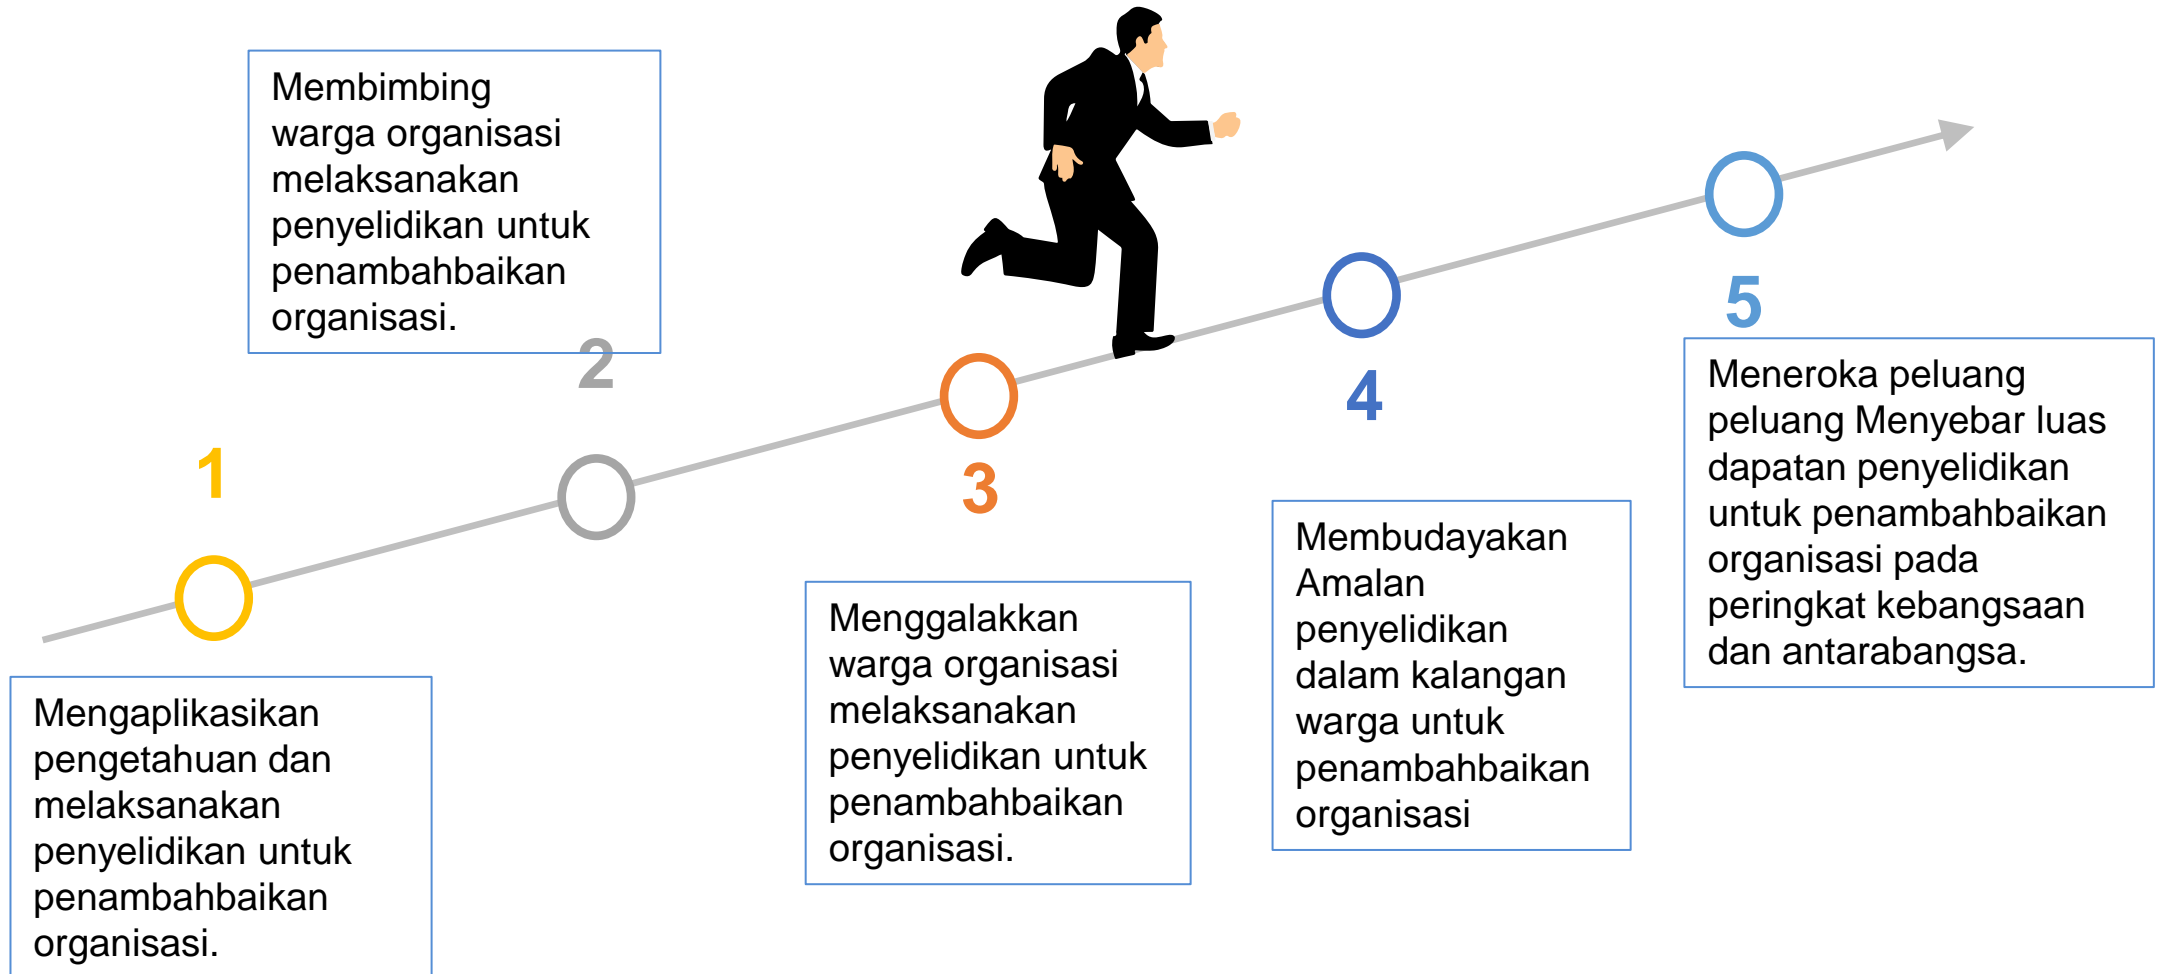 1
Mengaplikasikan
pengetahuan dan
melaksanakan
penyelidikan untuk
penambahbaikan
organisasi.
Membimbing
warga organisasi
melaksanakan
penyelidikan untuk
penambahbaikan
organisasi.
2
3
Menggalakkan
warga organisasi
melaksanakan
penyelidikan untuk
penambahbaikan
organisasi.
4
Membudayakan
Amalan
penyelidikan
dalam kalangan
warga untuk
penambahbaikan
organisasi
5
Meneroka peluang
peluang Menyebar luas
dapatan penyelidikan
untuk penambahbaikan
organisasi pada
peringkat kebangsaan
dan antarabangsa.